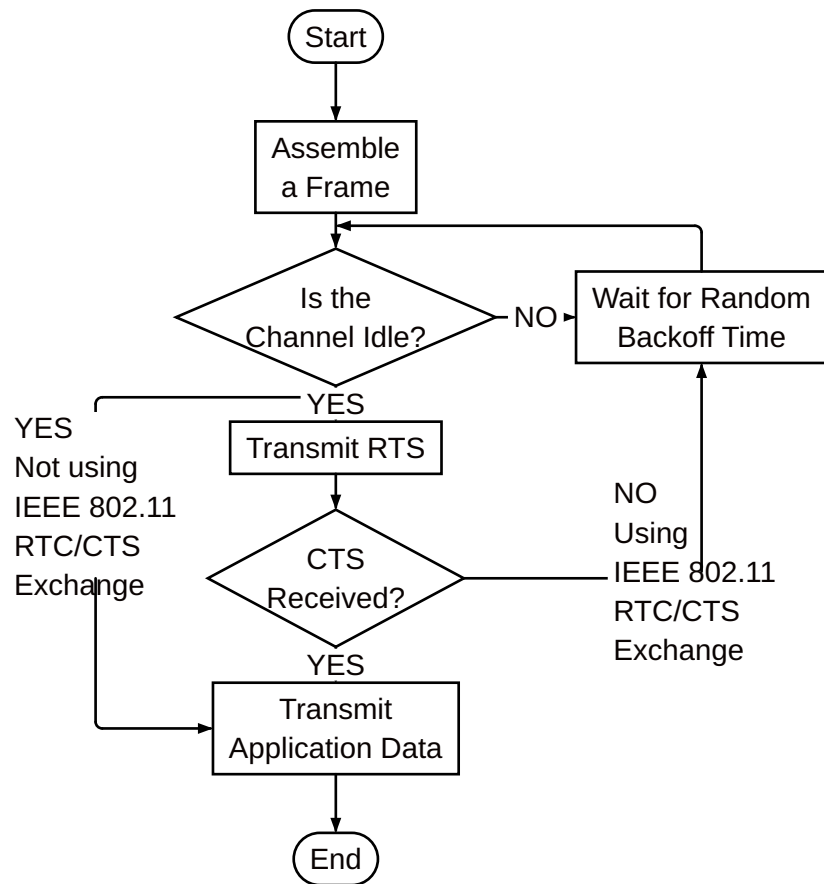 Start
Assemble
a Frame
Is the
Channel Idle?
NO
Wait for Random
Backoff Time
YES
YES
Not using
IEEE 802.11
RTC/CTS
Exchange
Transmit RTS
CTS
Received?
NO
Using
IEEE 802.11
RTC/CTS
Exchange
YES
Transmit
Application Data
End